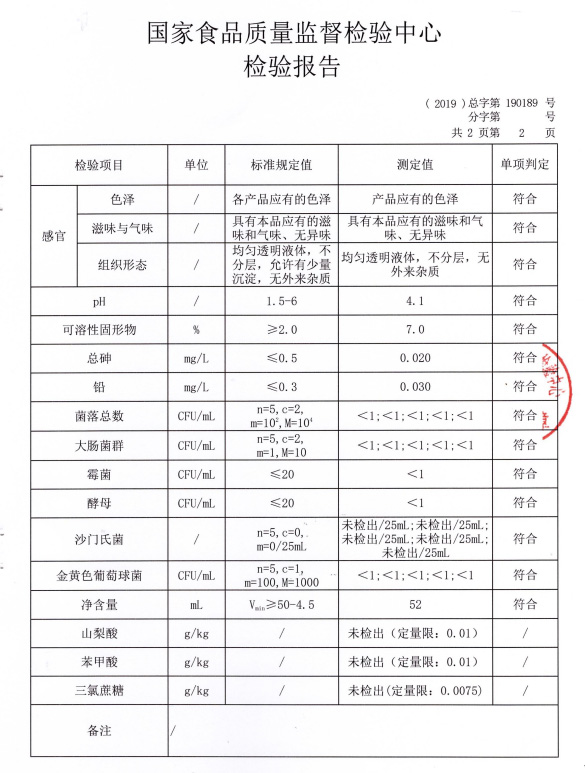 国家食品质量监督检验中心
检验报告
( 2019 )总字第 190189 号
分字第 号
共 2 页第 2 页
检验项目 单位 标准规定值 测定值 单项判定
感官
色泽 / 各产品应有的色泽 产品应有的色泽 符合
滋味与气味 / 具有本品应有的滋 具有本品应有的滋味和气 符合
味和气味、无异味 味、无异味
组织形态 / 均匀透明液体,不 均匀透明液体,不分层,无 符合
分层,允许有少量 外来杂质
沉淀,无外来杂质
pH / 1.5-6 4.1 符合
可溶性固形物 % ≥2.0 7.0 符合
总砷 mg/L ≤0.5 0.020 符合
铅 mg/L ≤0.3 0.030 符合
菌落总数 CFU/mL n=5,c=2, <1;<1;<1;<1;<1 符合
m=10²,M=10⁴
大肠菌群 CFU/mL n=5,c=2, <1;<1;<1;<1;<1 符合
m=1,M=10
霉菌 CFU/mL ≤20 <1 符合
酵母 CFU/mL ≤20 <1 符合
沙门氏菌 / n=5,c=0, 未检出/25mL;未检出/25mL; 符合
m=0/25mL 未检出/25mL;未检出/25mL;
未检出/25mL
金黄色葡萄球菌 CFU/mL n=5,c=1, <1;<1;<1;<1;<1 符合
m=100,M=1000
净含量 mL Vmin≥50-4.5 52 符合
山梨酸 g/kg / 未检出（定量限：0.01） /
苯甲酸 g/kg / 未检出（定量限：0.01） /
三氯蔗糖 g/kg / 未检出(定量限：0.0075) /
备注 /